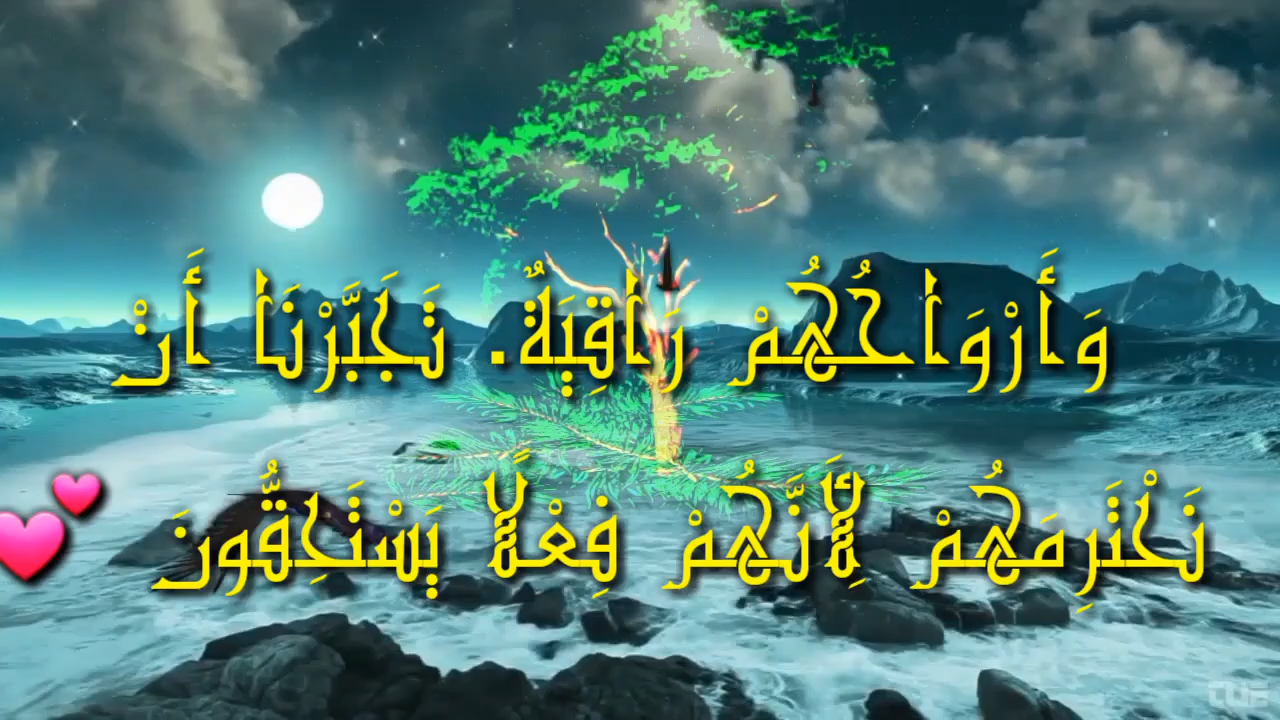 وَأَرْوَاحُهُمْ رَاقِيَةٌ. تَجَبَّرْنَا أَنْ
نَحْتَرِمَهُمْ لِأَنَّهُمْ فِعْلًا يَسْتَحِقُّونَ 💕